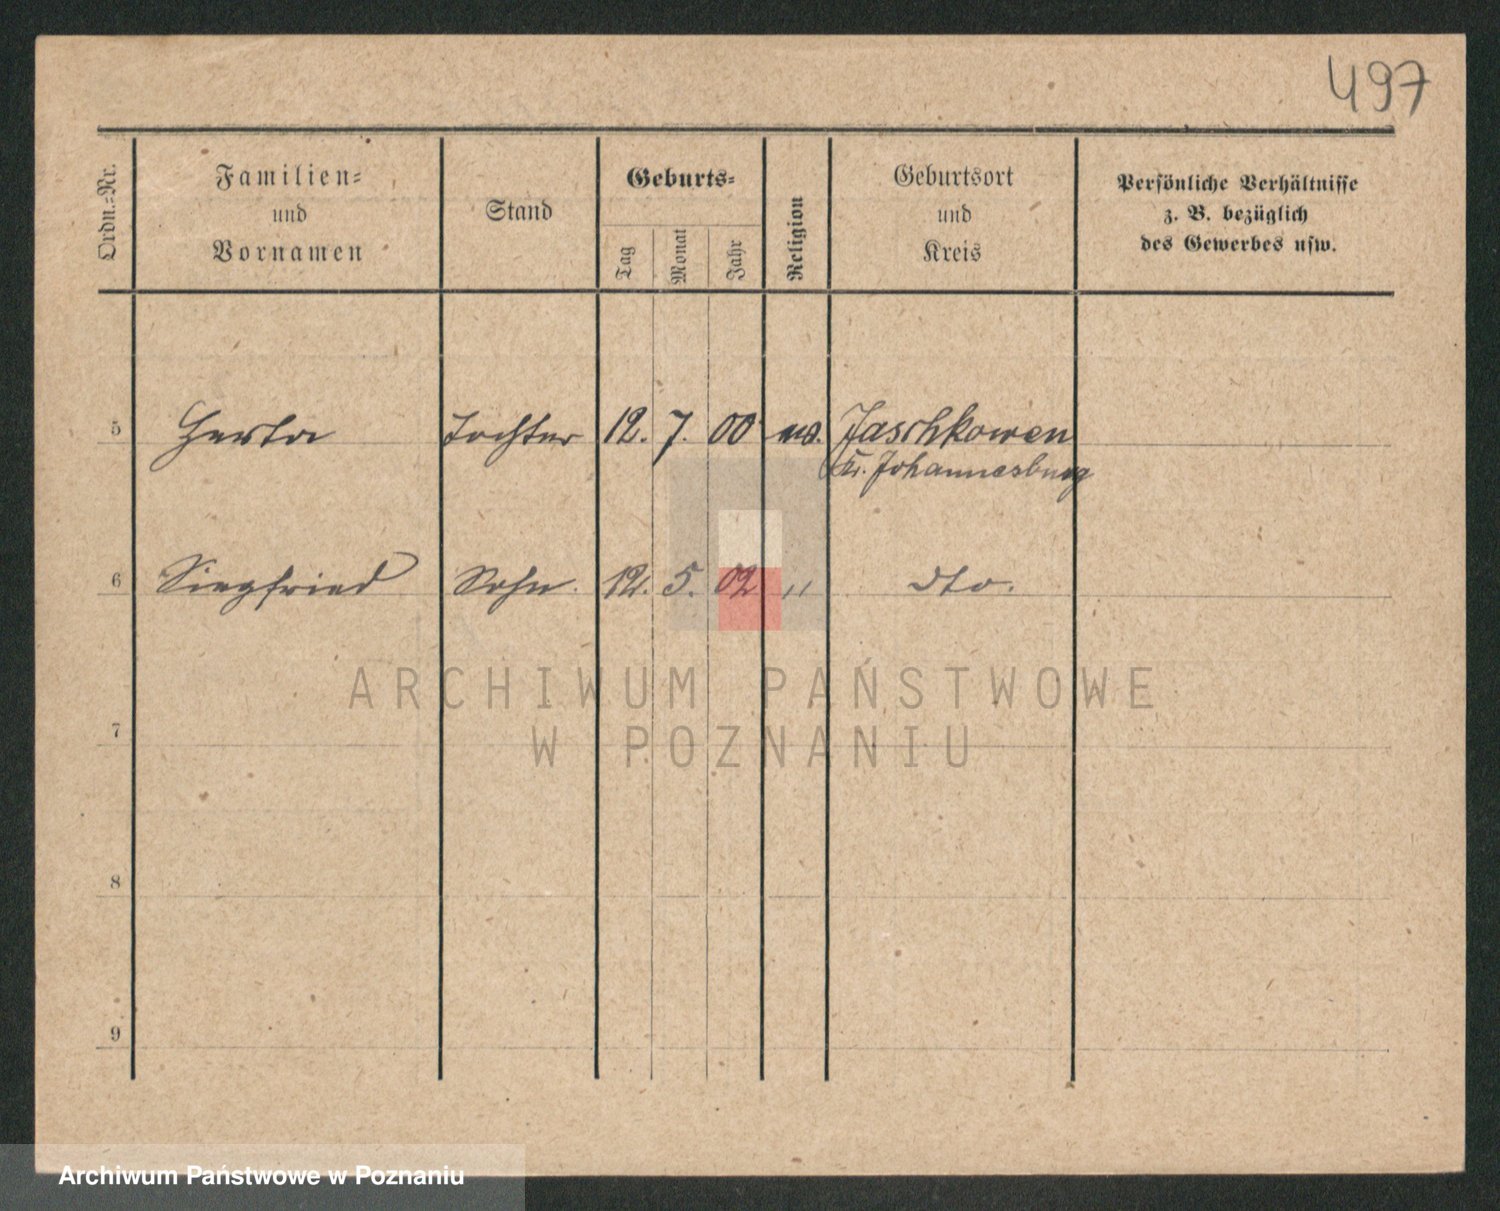 497
Ordn.-Nr.
Familien-
und
Vornamen
Stand
Geburts-
Tag
Monat
Jahr
Religion
Geburtsort
und
Kreis
Persönliche Verhältnisse
z. B. bezüglich
des Gewerbes usw.
5 Herta Tochter 12. 7. 00 Jaschkowen
Kr. Johannesburg
6 Siegfried Sohn. 12. 5. 02 " dto.
ARCHIWUM PAŃSTWOWE
W POZNANIU
7
8
9
Archiwum Państwowe w Poznaniu